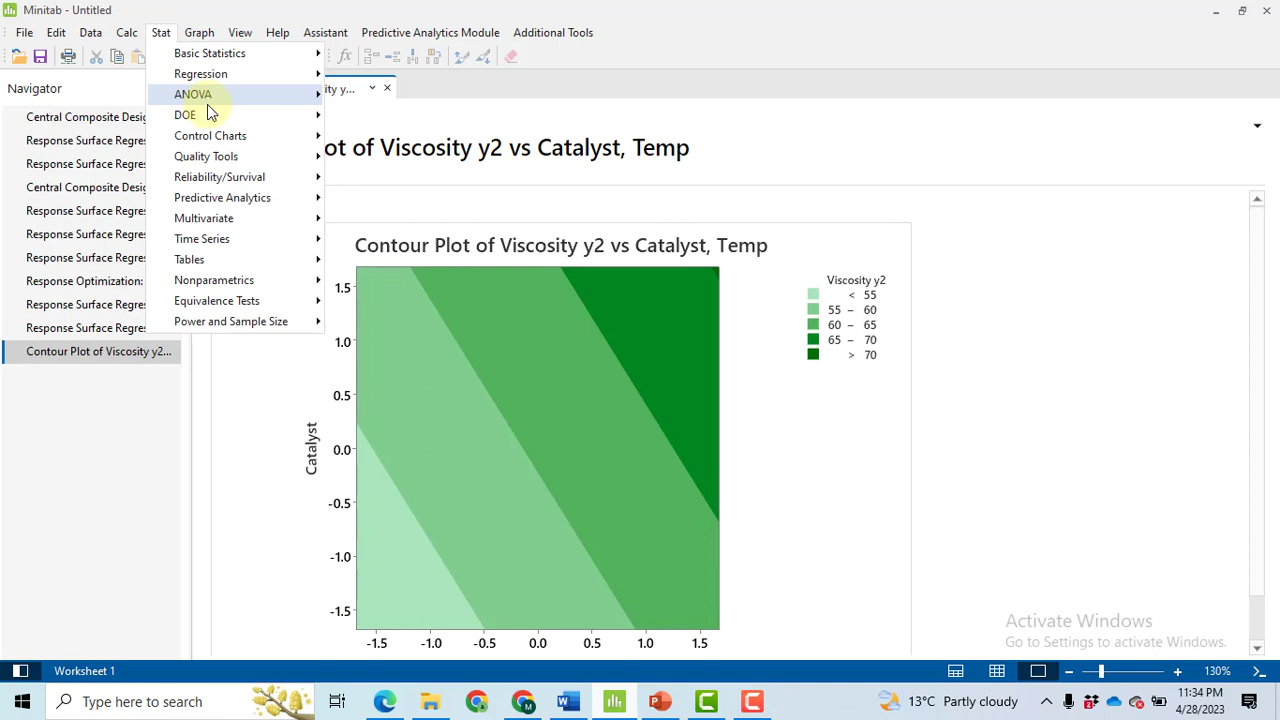 Minitab - Untitled
File Edit Data Calc Stat Graph View Help Assistant Predictive Analytics Module Additional Tools
Navigator
ity y...
Central Composite Desig
Response Surface Regre
Response Surface Regre
Central Composite Desig
Response Surface Regre
Response Surface Regre
Response Surface Regre
Response Optimization:
Response Surface Regre
Response Surface Regre
Contour Plot of Viscosity y2...
Basic Statistics
Regression
ANOVA
DOE
Control Charts
Quality Tools
Reliability/Survival
Predictive Analytics
Multivariate
Time Series
Tables
Nonparametrics
Equivalence Tests
Power and Sample Size
ot of Viscosity y2 vs Catalyst, Temp
Contour Plot of Viscosity y2 vs Catalyst, Temp
Viscosity y2
< 55
55 – 60
60 – 65
65 – 70
> 70
Catalyst
1.5
1.0
0.5
0.0
-0.5
-1.0
-1.5
-1.5 -1.0 -0.5 0.0 0.5 1.0 1.5
Activate Windows
Go to Settings to activate Windows.
Worksheet 1
130%
Type here to search
13°C Partly cloudy
11:34 PM
4/28/2023